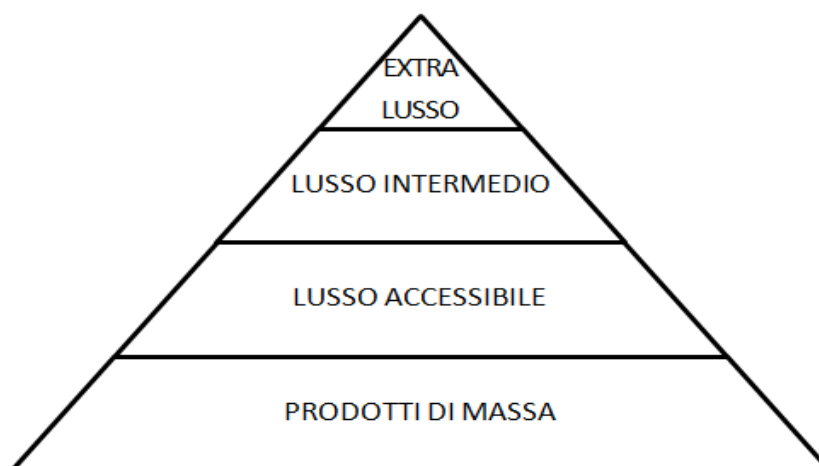 EXTRA
LUSSO
LUSSO INTERMEDIO
LUSSO ACCESSIBILE
PRODOTTI DI MASSA